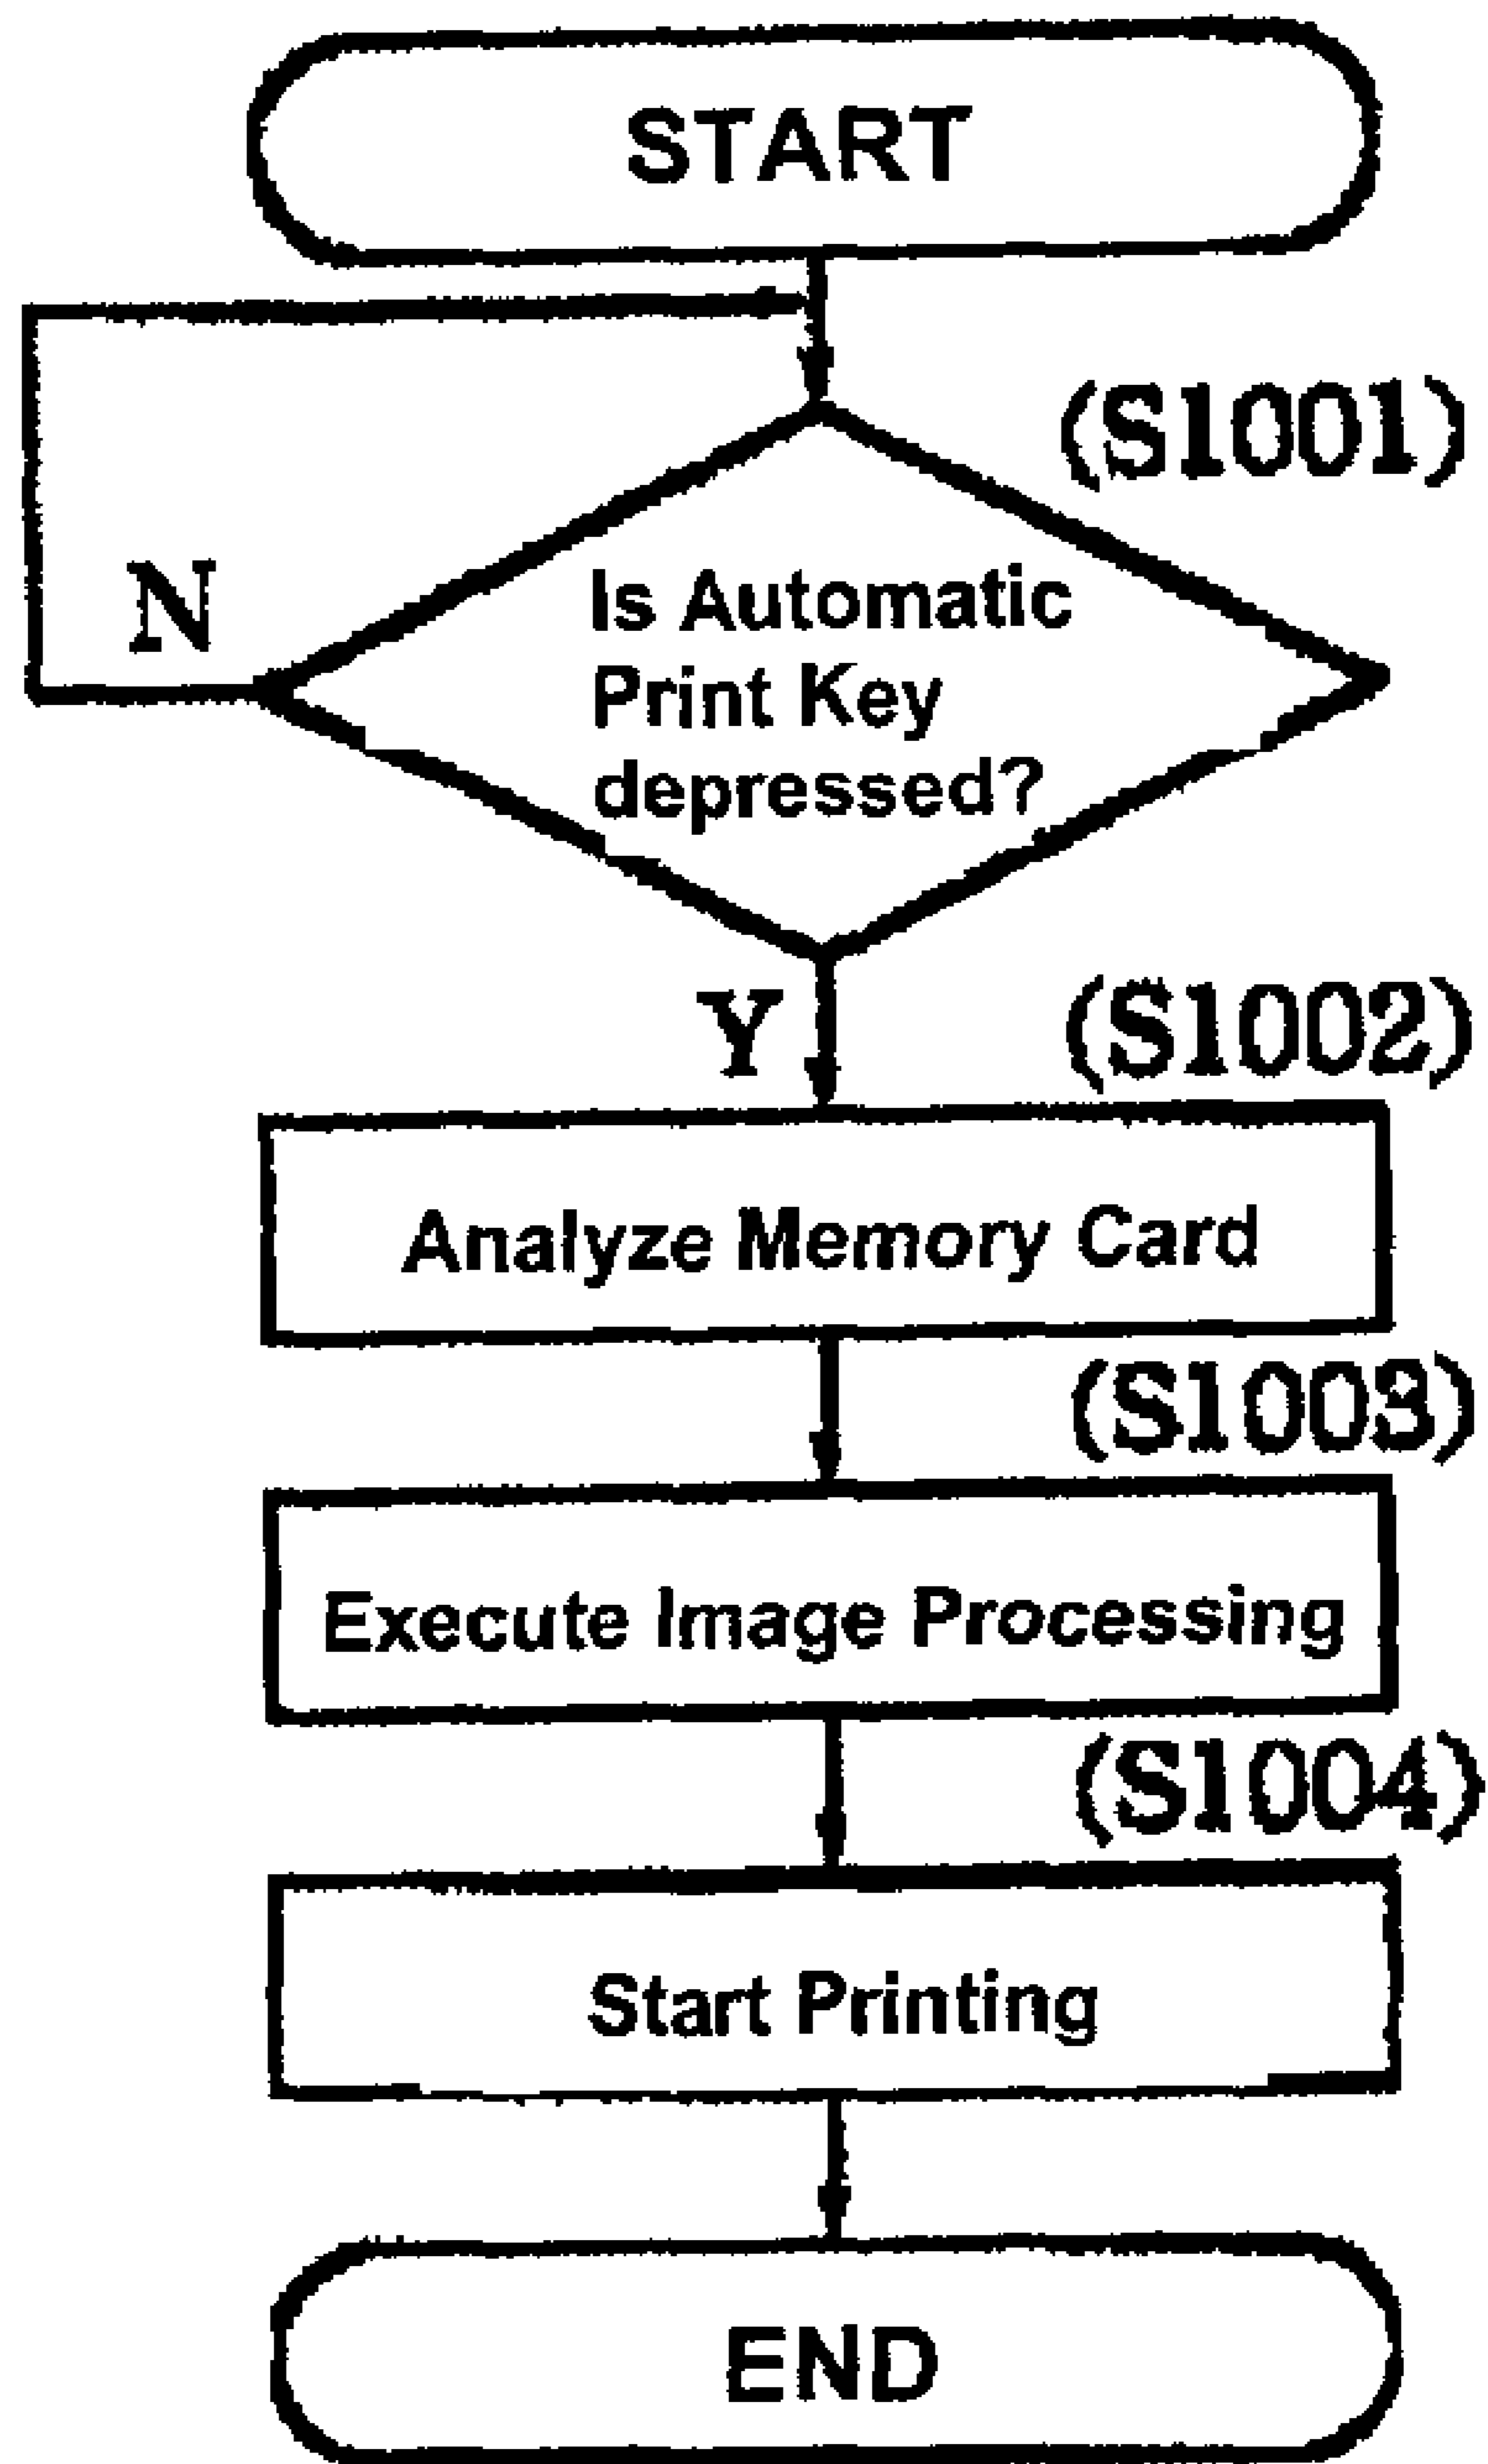 START
(S1001)
N
Is Automatic
Print Key
depressed?
Y
(S1002)
Analyze Memory Card
(S1003)
Execute Image Processing
(S1004)
Start Printing
END